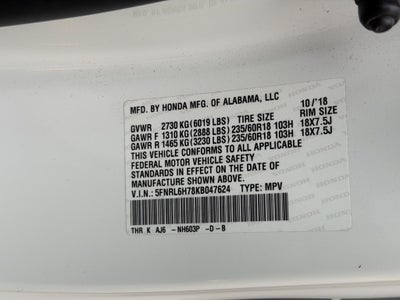 MFD. BY HONDA MFG. OF ALABAMA, LLC 10/'18
GVWR 2730 KG (6019 LBS) TIRE SIZE RIM SIZE
GAWR F 1310 KG (2888 LBS) 235/60R18 103H 18X7.5J
GAWR R 1465 KG (3230 LBS) 235/60R18 103H 18X7.5J
THIS VEHICLE CONFORMS TO ALL APPLICABLE
FEDERAL MOTOR VEHICLE SAFETY
STANDARDS IN EFFECT ON THE DATE OF
MANUFACTURE SHOWN ABOVE.
V.I.N.: 5FNRL6H78KB047624 TYPE: MPV
THR K AJ6 -NH603P -D-8